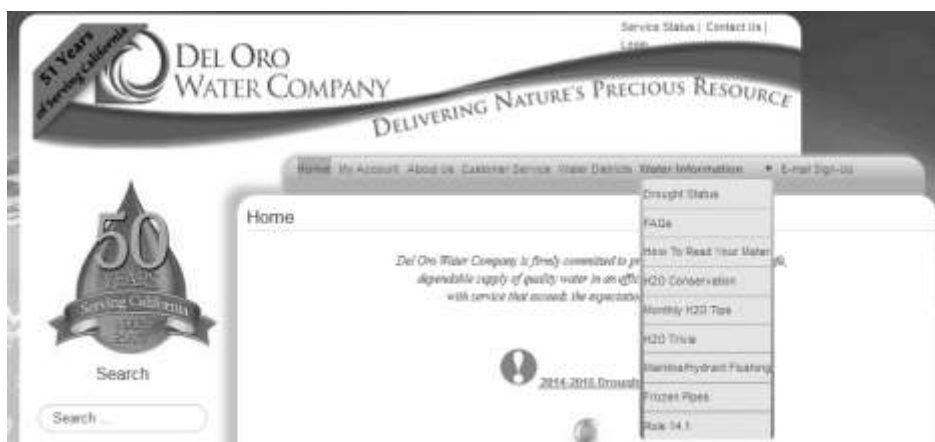 Service Status | Contact Us |
Login
51 Years
of Serving California
DEL ORO
WATER COMPANY
DELIVERING NATURE'S PRECIOUS RESOURCE
Home My Account About Us Customer Service Water Districts Water Information E-mail Sign-Up
Drought Status
FAQs
How To Read Your Meter
H2O Conservation
Monthly H2O Tips
H2O Trivia
Mainline/Hydrant Flushing
Frozen Pipes
Rule 14.1
Home
Del Oro Water Company is firmly committed to pr
dependable supply of quality water in an effic
with service that exceeds the expectatio
50
YEARS
Serving California
Search
Search ...
2014-2015 Drough